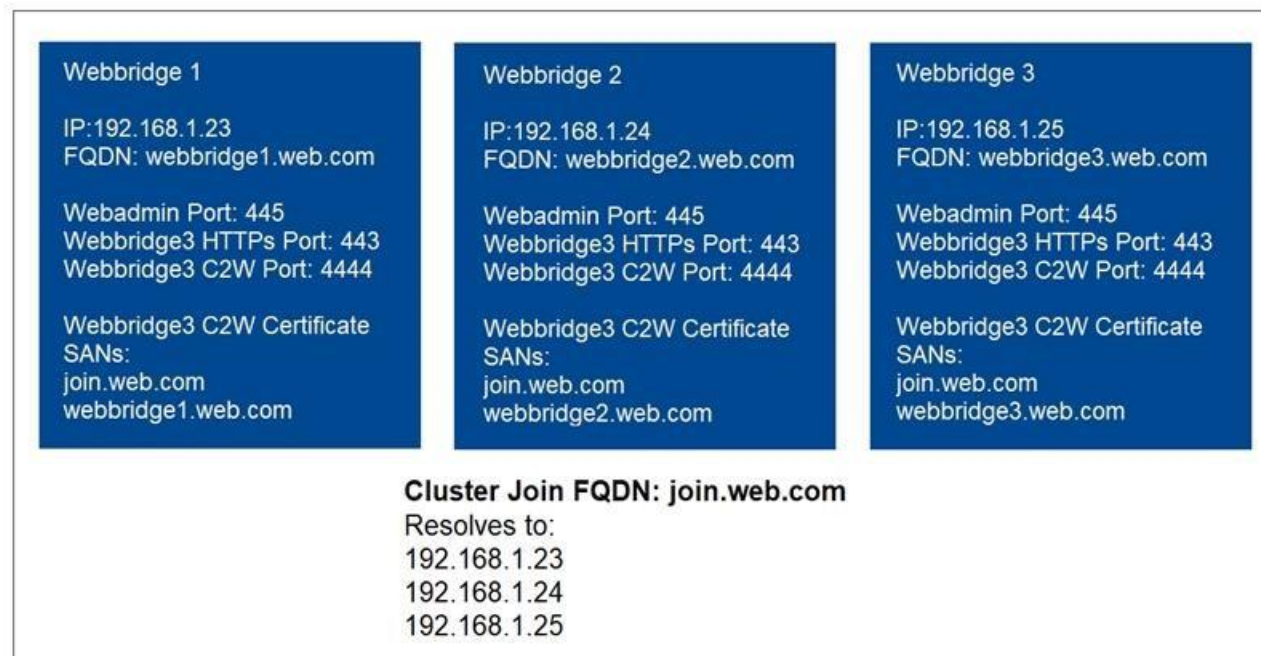 Webbridge 1
IP:192.168.1.23
FQDN: webbridge1.web.com
Webadmin Port: 445
Webbridge3 HTTPs Port: 443
Webbridge3 C2W Port: 4444
Webbridge3 C2W Certificate
SANs:
join.web.com
webbridge1.web.com
Webbridge 2
IP:192.168.1.24
FQDN: webbridge2.web.com
Webadmin Port: 445
Webbridge3 HTTPs Port: 443
Webbridge3 C2W Port: 4444
Webbridge3 C2W Certificate
SANs:
join.web.com
webbridge2.web.com
Webbridge 3
IP:192.168.1.25
FQDN: webbridge3.web.com
Webadmin Port: 445
Webbridge3 HTTPs Port: 443
Webbridge3 C2W Port: 4444
Webbridge3 C2W Certificate
SANs:
join.web.com
webbridge3.web.com
Cluster Join FQDN: join.web.com
Resolves to:
192.168.1.23
192.168.1.24
192.168.1.25